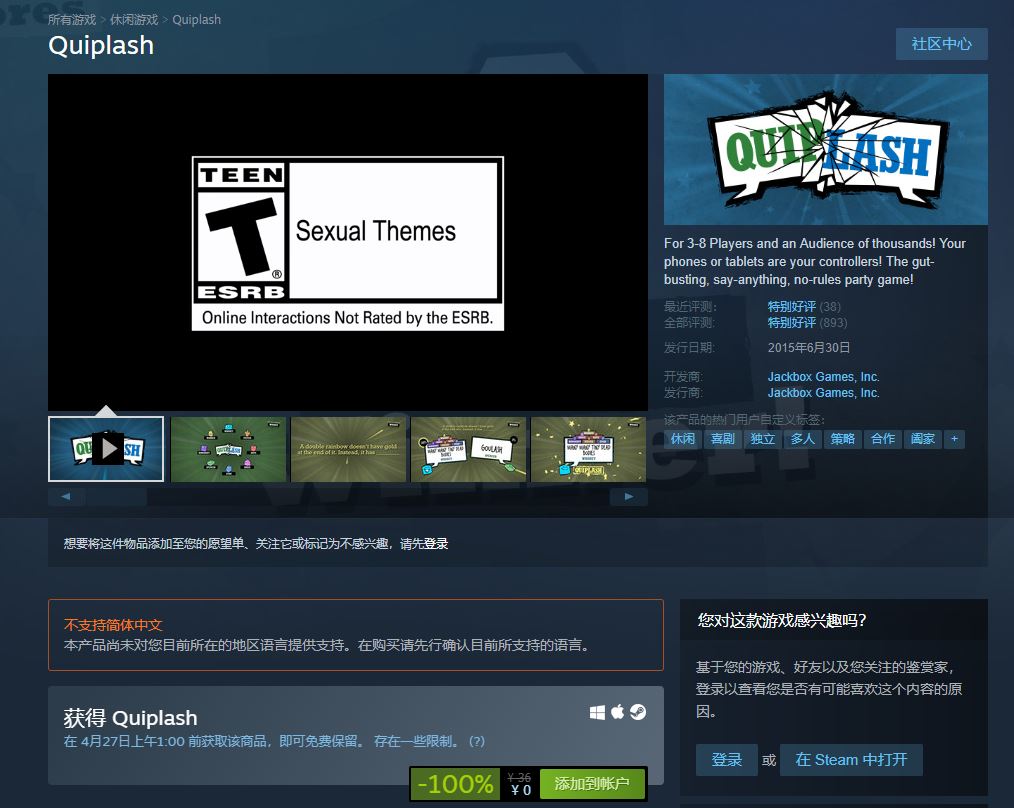 所有游戏 > 休闲游戏 > Quiplash
Quiplash
社区中心
TEEN
T
®
ESRB
Sexual Themes
Online Interactions Not Rated by the ESRB.
QUIPLASH
For 3-8 Players and an Audience of thousands! Your
phones or tablets are your controllers! The gut-
busting, say-anything, no-rules party game!
最近评测: 特别好评 (38)
全部评测: 特别好评 (893)
发行日期: 2015年6月30日
开发商: Jackbox Games, Inc.
发行商: Jackbox Games, Inc.
该产品的热门用户自定义标签:
休闲 喜剧 独立 多人 策略 合作 阖家 +
A double rainbow doesn't have gold
at the end of it. Instead, it has
GOULASH
QUIPLASH
想要将这件物品添加至您的愿望单、关注它或标记为不感兴趣，请先登录
不支持简体中文
本产品尚未对您目前所在的地区语言提供支持。在购买请先行确认目前所支持的语言。
获得 Quiplash
在 4月27日上午1:00 前获取该商品，即可免费保留。 存在一些限制。 (?)
-100%
¥ 36
¥ 0
添加到帐户
您对这款游戏感兴趣吗?
基于您的游戏、好友以及您关注的鉴赏家，
登录以查看您是否有可能喜欢这个内容的原
因。
登录 或 在 Steam 中打开